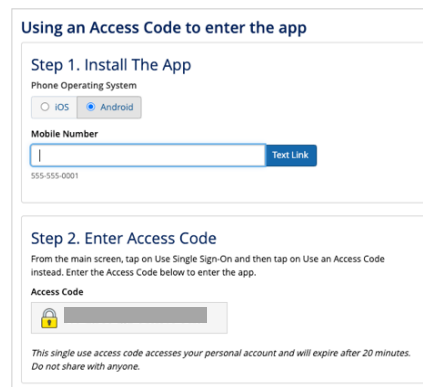 Using an Access Code to enter the app
Step 1. Install The App
Phone Operating System
iOS Android
Mobile Number
Text Link
555-555-0001
Step 2. Enter Access Code
From the main screen, tap on Use Single Sign-On and then tap on Use an Access Code
instead. Enter the Access Code below to enter the app.
Access Code
This single use access code accesses your personal account and will expire after 20 minutes.
Do not share with anyone.